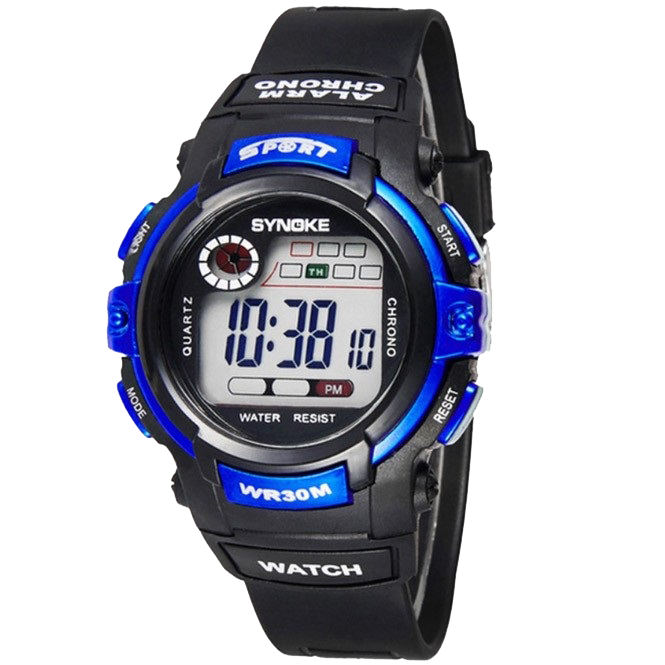 ALARM
CHRONO
SPORT
LIGHT
START
SYNOKE
TH
QUARTZ
CHRONO
10:38 10
PM
MODE
RESET
WATER RESIST
WR30M
WATCH